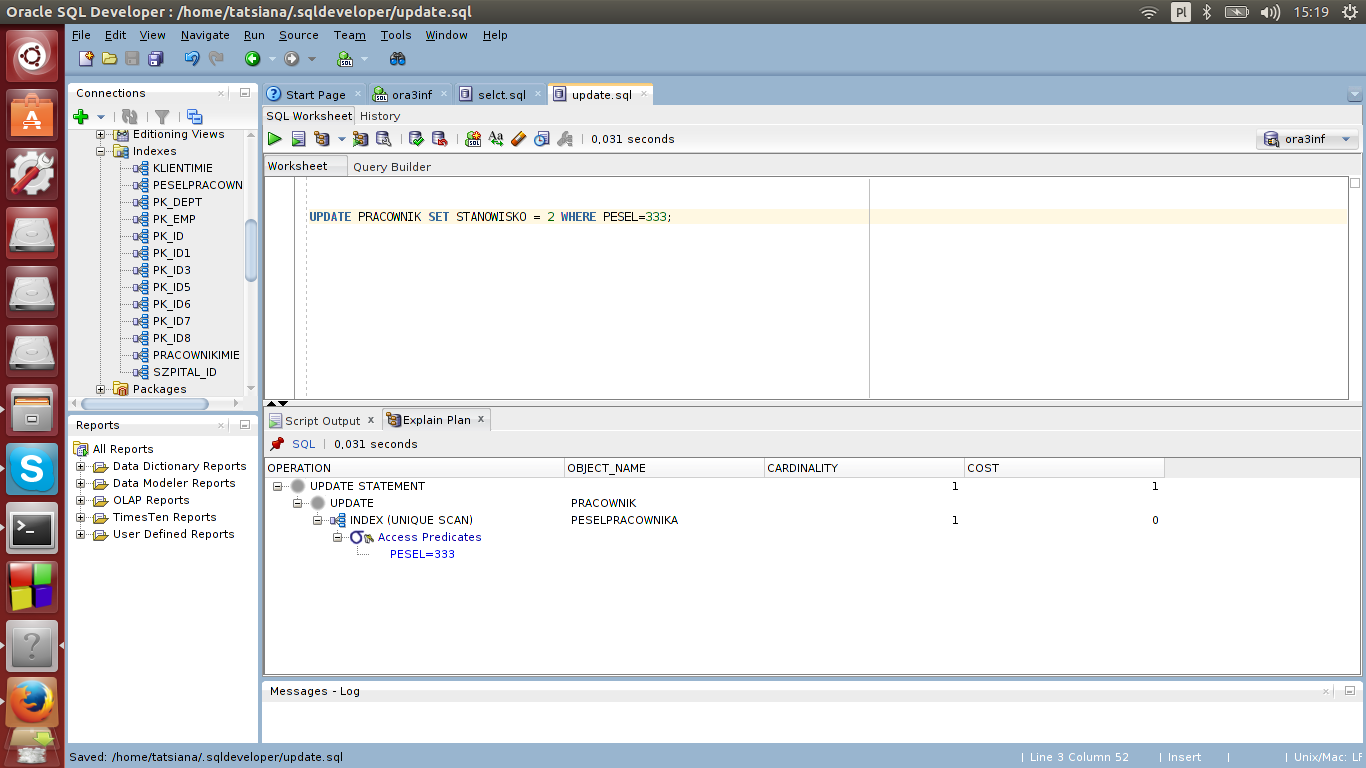 Oracle SQL Developer : /home/tatsiana/.sqldeveloper/update.sql
Pl
15:19
File Edit View Navigate Run Source Team Tools Window Help
Connections
Editioning Views
Indexes
KLIENTIMIE
PESELPRACOWN
PK_DEPT
PK_EMP
PK_ID
PK_ID1
PK_ID3
PK_ID5
PK_ID6
PK_ID7
PK_ID8
PRACOWNIKIMIE
SZPITAL_ID
Packages
Reports
All Reports
Data Dictionary Reports
Data Modeler Reports
OLAP Reports
TimesTen Reports
User Defined Reports
Start Page
ora3inf
selct.sql
update.sql
SQL Worksheet History
0,031 seconds
ora3inf
Worksheet Query Builder
UPDATE PRACOWNIK SET STANOWISKO = 2 WHERE PESEL=333;
Script Output x Explain Plan x
SQL | 0,031 seconds
OPERATION OBJECT_NAME CARDINALITY COST
UPDATE STATEMENT 1 1
UPDATE PRACOWNIK
INDEX (UNIQUE SCAN) PESELPRACOWNIKA 1 0
Access Predicates
PESEL=333
Messages - Log
Saved: /home/tatsiana/.sqldeveloper/update.sql
| Line 3 Column 52 | Insert | | Unix/Mac: LF